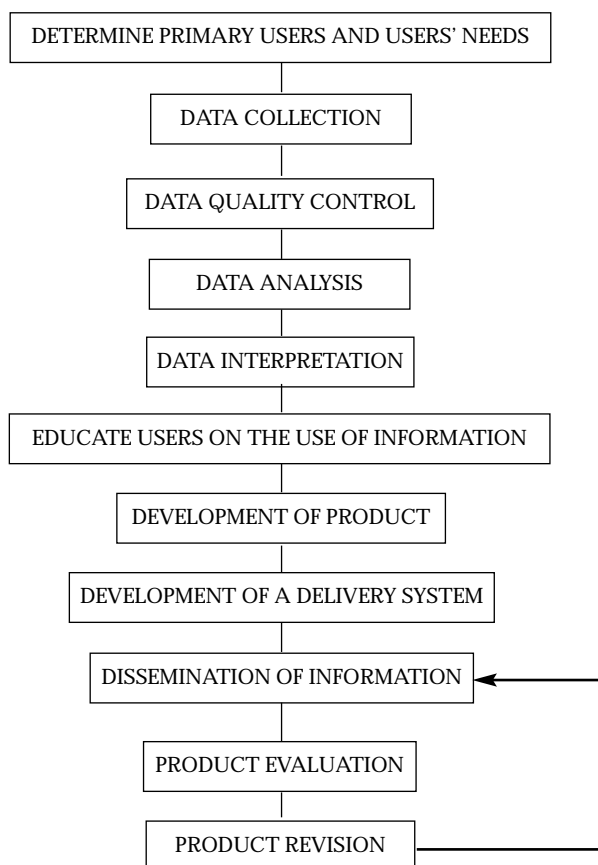 DETERMINE PRIMARY USERS AND USERS’ NEEDS
DATA COLLECTION
DATA QUALITY CONTROL
DATA ANALYSIS
DATA INTERPRETATION
EDUCATE USERS ON THE USE OF INFORMATION
DEVELOPMENT OF PRODUCT
DEVELOPMENT OF A DELIVERY SYSTEM
DISSEMINATION OF INFORMATION
PRODUCT EVALUATION
PRODUCT REVISION